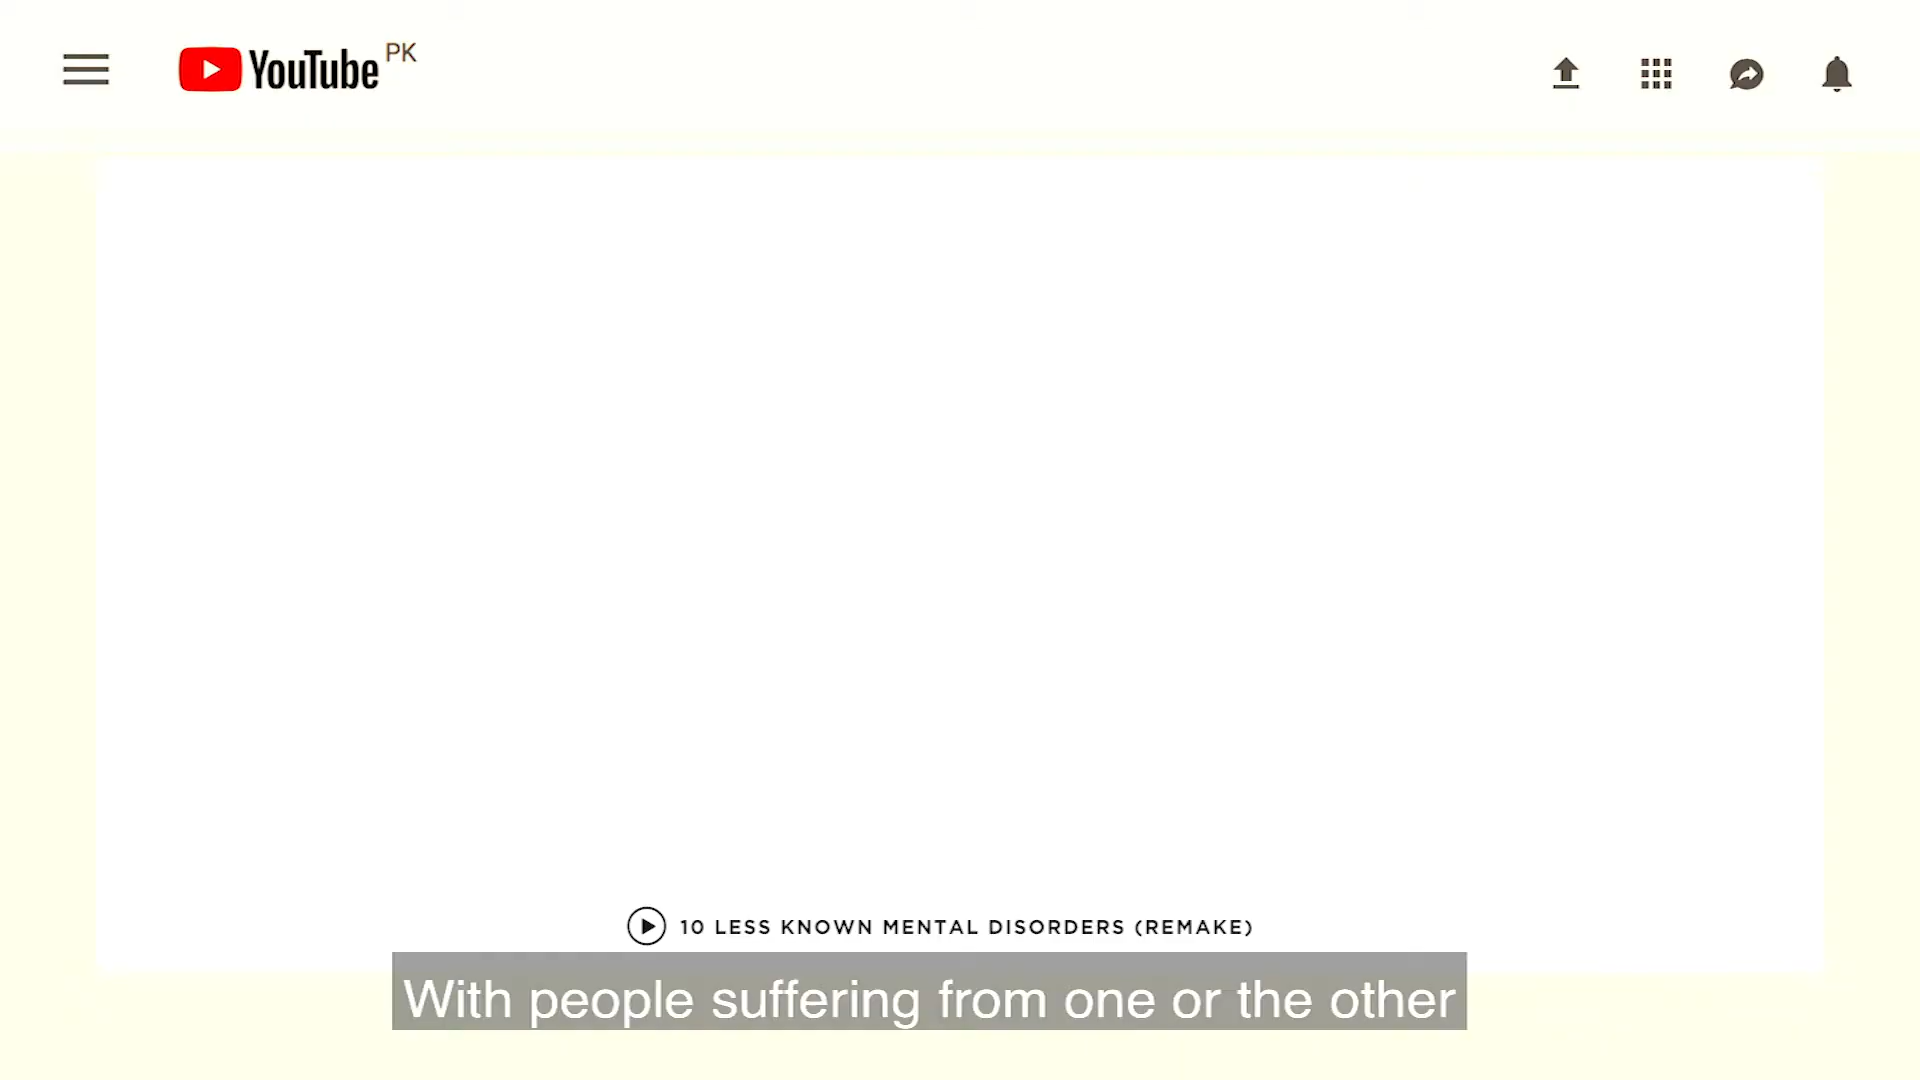 YouTube PK
10 LESS KNOWN MENTAL DISORDERS (REMAKE)
With people suffering from one or the other